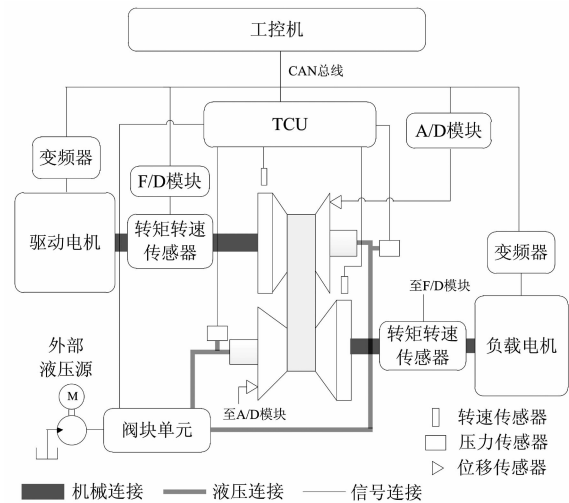 工控机
CAN总线
TCU
A/D模块
变频器
F/D模块
驱动电机
转矩转速
传感器
变频器
至F/D模块
转矩转速
传感器
负载电机
外部
液压源
M
至A/D模块
阀块单元
转速传感器
压力传感器
位移传感器
机械连接
液压连接
信号连接